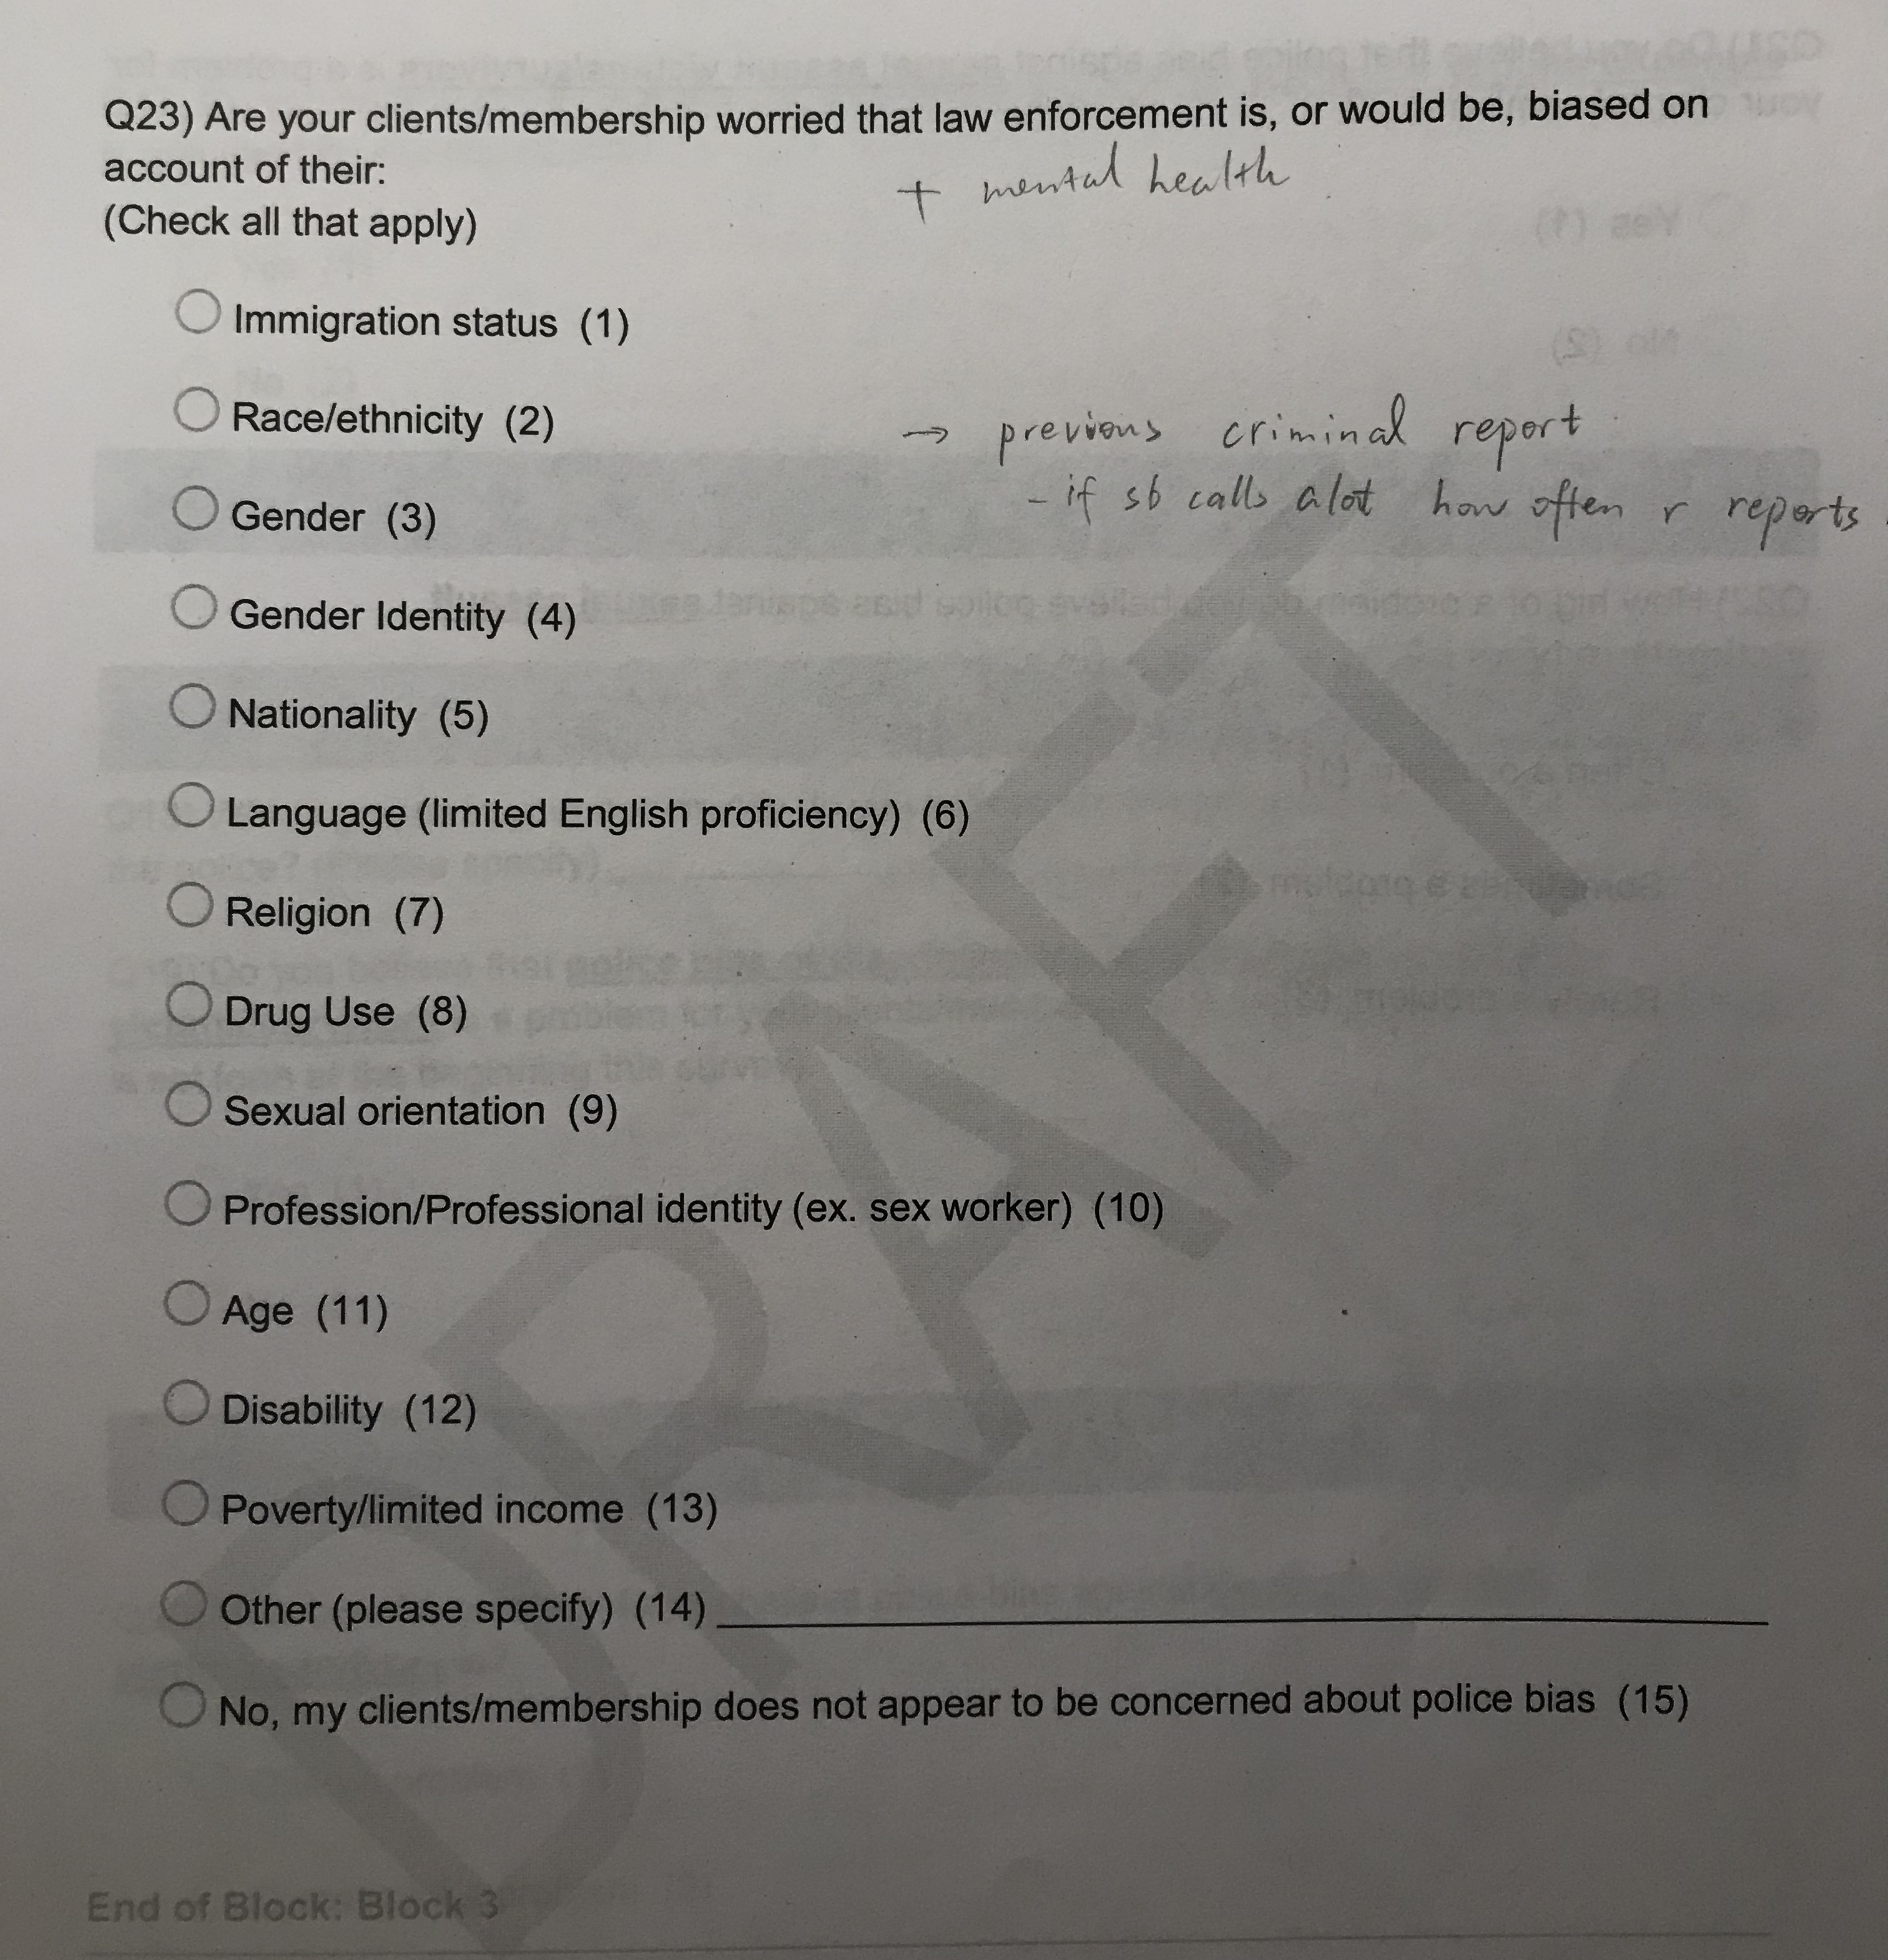 Q23) Are your clients/membership worried that law enforcement is, or would be, biased on
account of their:
+ mental health
(Check all that apply)
Immigration status (1)
Race/ethnicity (2)
→ previous criminal report
Gender (3)
- if sb calls alot how often r reports
Gender Identity (4)
Nationality (5)
Language (limited English proficiency) (6)
Religion (7)
Drug Use (8)
Sexual orientation (9)
Profession/Professional identity (ex. sex worker) (10)
Age (11)
Disability (12)
Poverty/limited income (13)
Other (please specify) (14)
No, my clients/membership does not appear to be concerned about police bias (15)
End of Block: Block 3
DRAFT